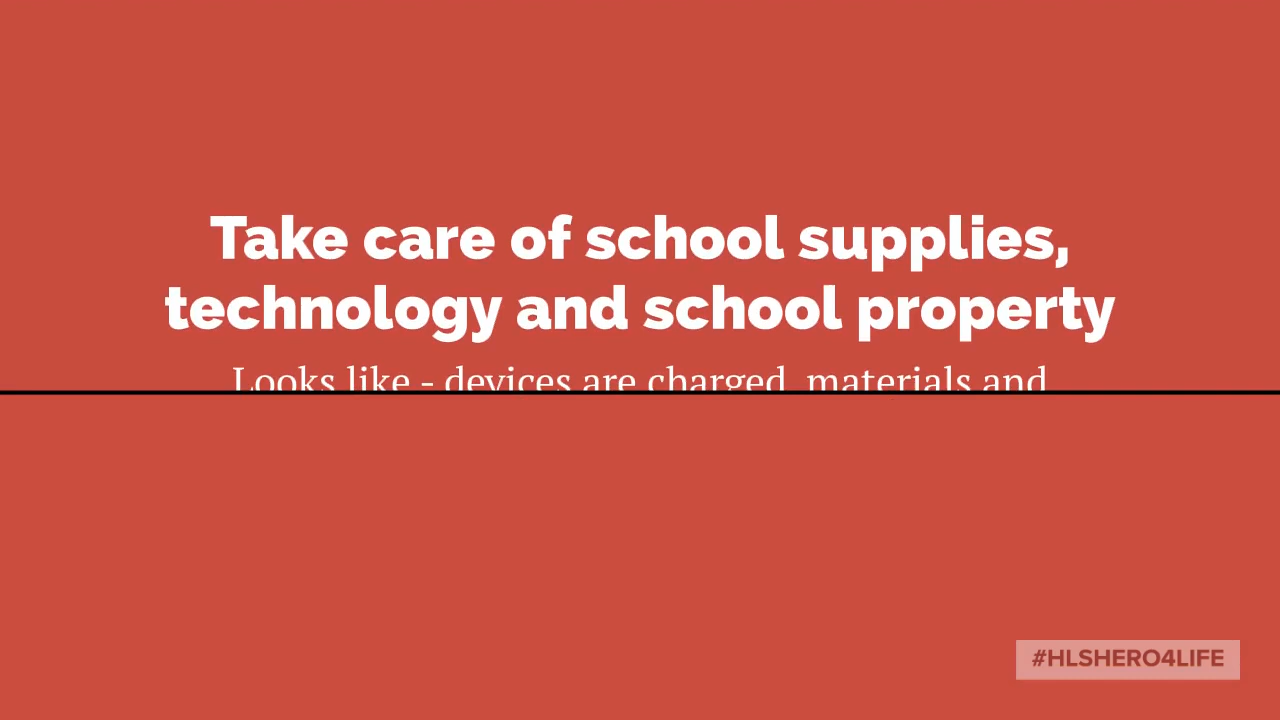 Take care of school supplies,
technology and school property
Looks like - devices are charged, materials and
#HLSHERO4LIFE